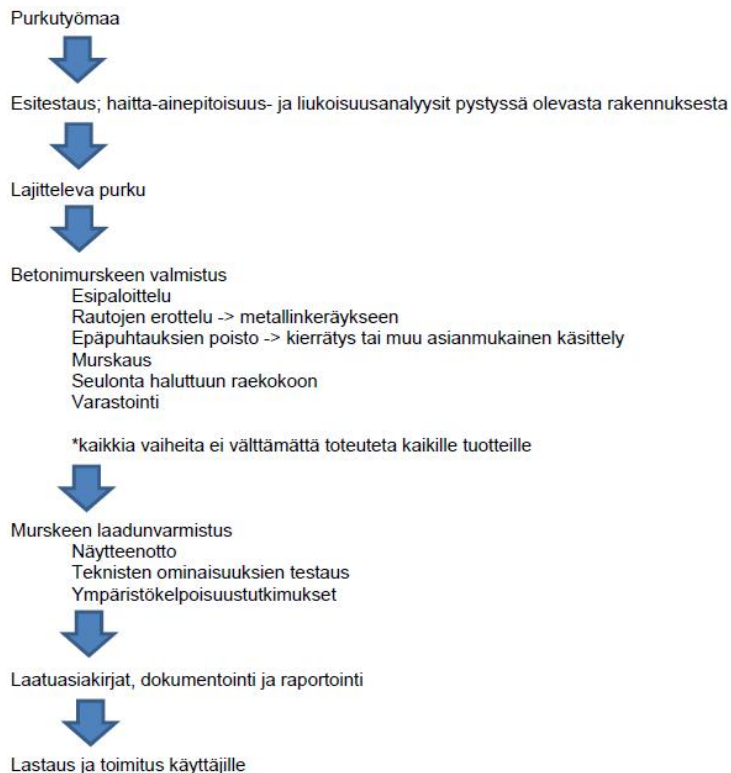 Purkutyömaa
Esitestaus; haitta-ainepitoisuus- ja liukoisuusanalyysit pystyssä olevasta rakennuksesta
Lajitteleva purku
Betonimurskeen valmistus
Esipaloittelu
Rautojen erottelu -> metallinkeräykseen
Epäpuhtauksien poisto -> kierrätys tai muu asianmukainen käsittely
Murskaus
Seulonta haluttuun raekokoon
Varastointi
*kaikkia vaiheita ei välttämättä toteuteta kaikille tuotteille
Murskeen laadunvarmistus
Näytteenotto
Teknisten ominaisuuksien testaus
Ympäristökelpoisuustutkimukset
Laatuasiakirjat, dokumentointi ja raportointi
Lastaus ja toimitus käyttäjille